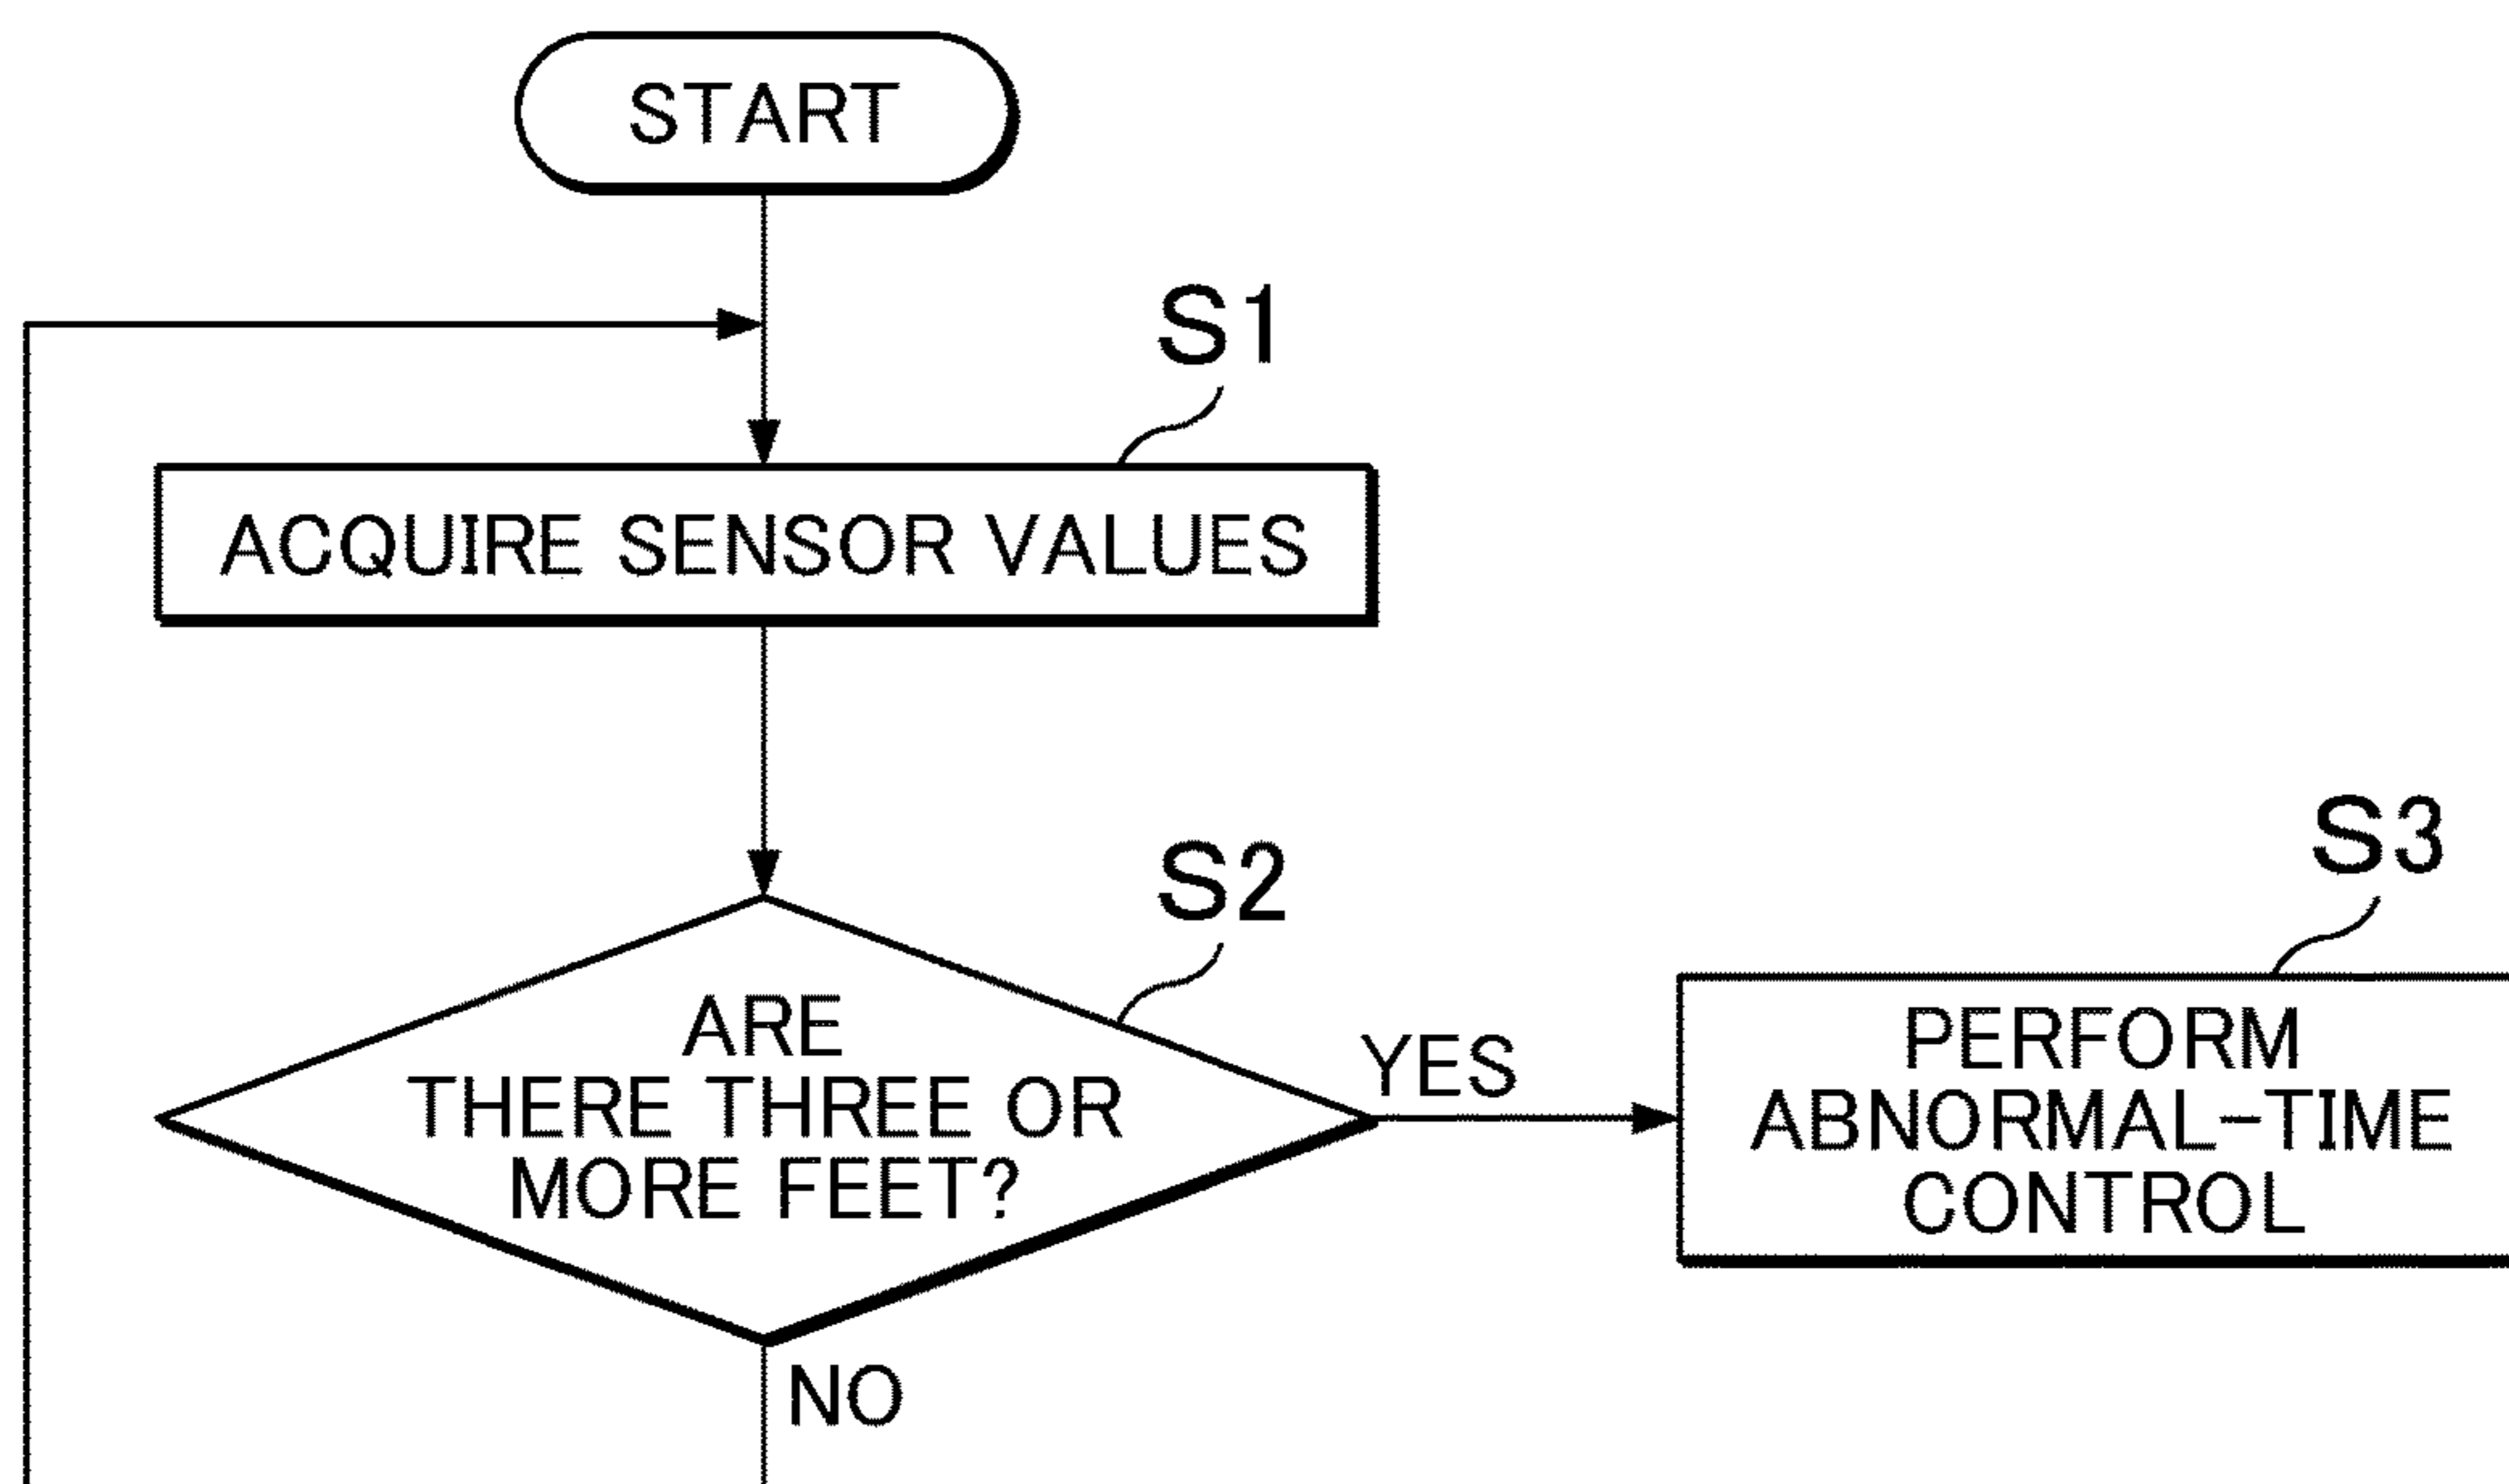 START
S1
ACQUIRE SENSOR VALUES
S2
ARE
THERE THREE OR
MORE FEET?
YES
NO
S3
PERFORM
ABNORMAL-TIME
CONTROL